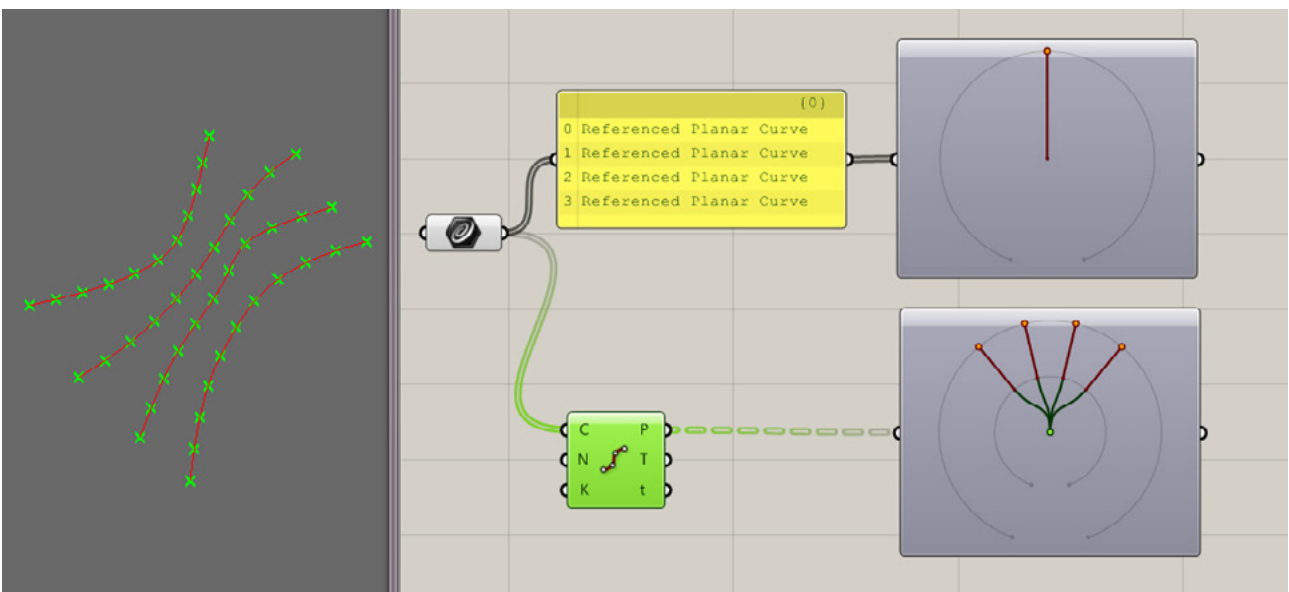 {0}
0 Referenced Planar Curve
1 Referenced Planar Curve
2 Referenced Planar Curve
3 Referenced Planar Curve
C P
N T
K t